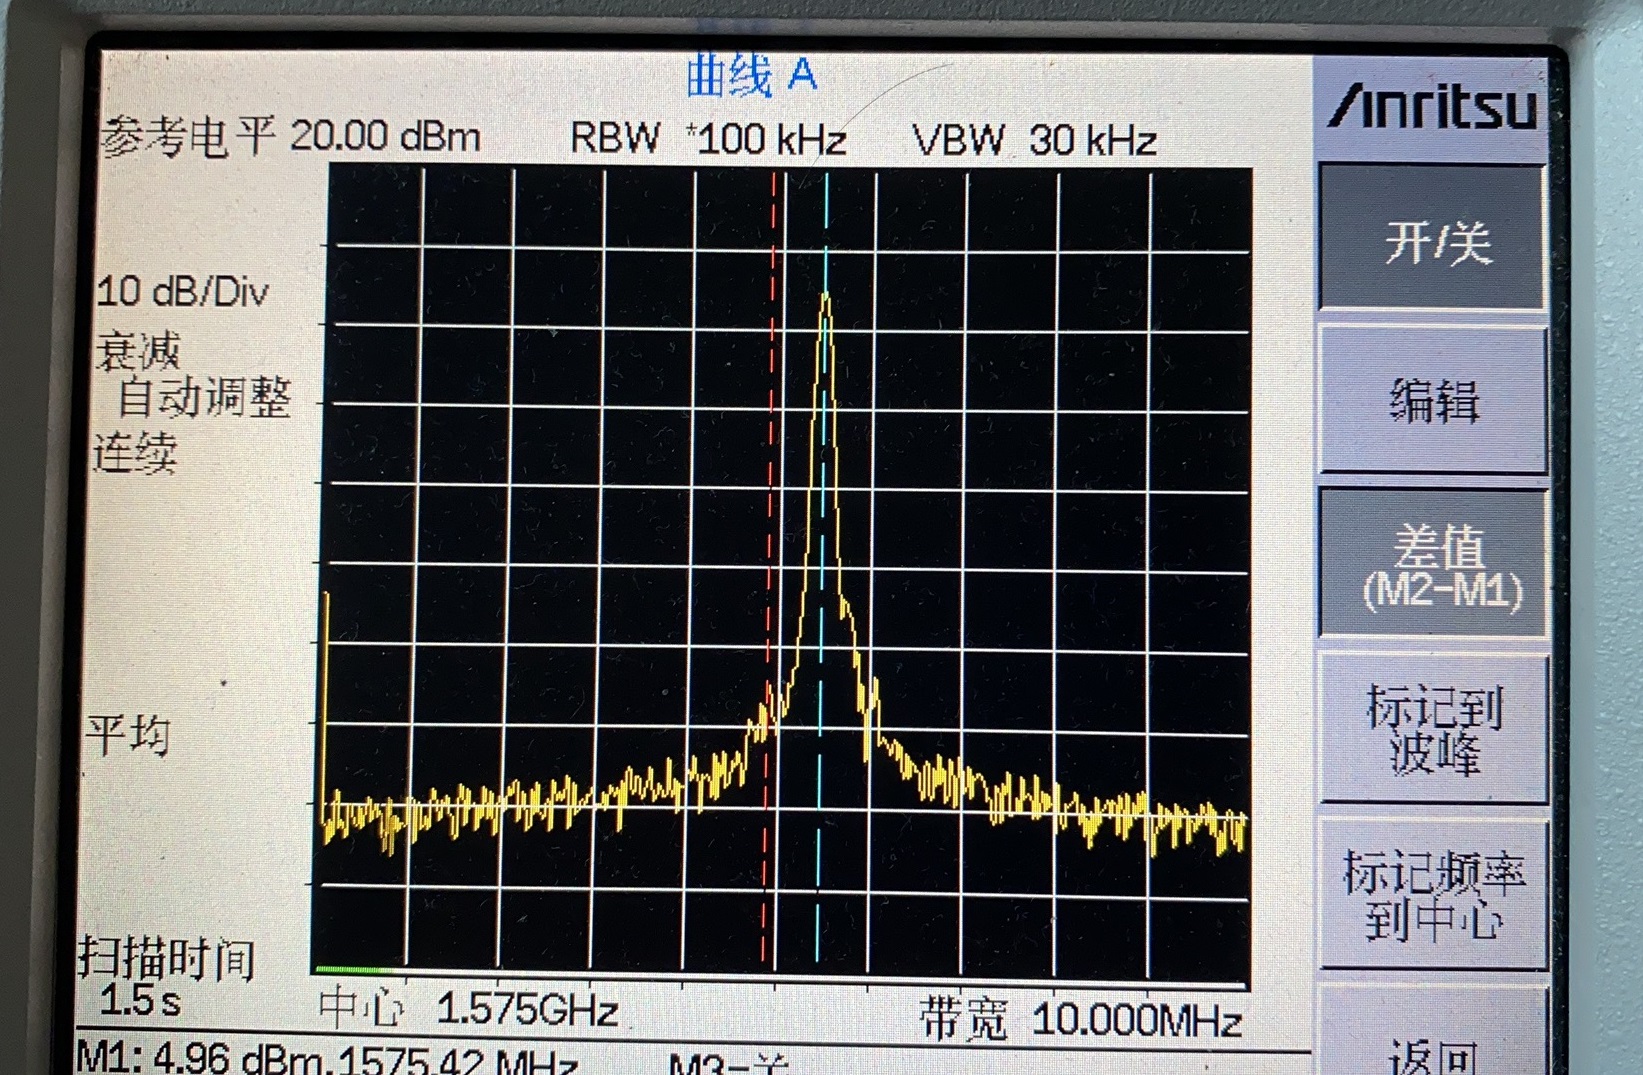 曲线 A
/inritsu
参考电平 20.00 dBm RBW *100 kHz VBW 30 kHz
开/关
10 dB/Div
衰减
自动调整
连续
编辑
差值
(M2-M1)
标记到
波峰
平均
标记频率
到中心
扫描时间
1.5 s
中心 1.575GHz 带宽 10.000MHz
返回
M1: 4.96 dBm,1575.42 MHz M3-关